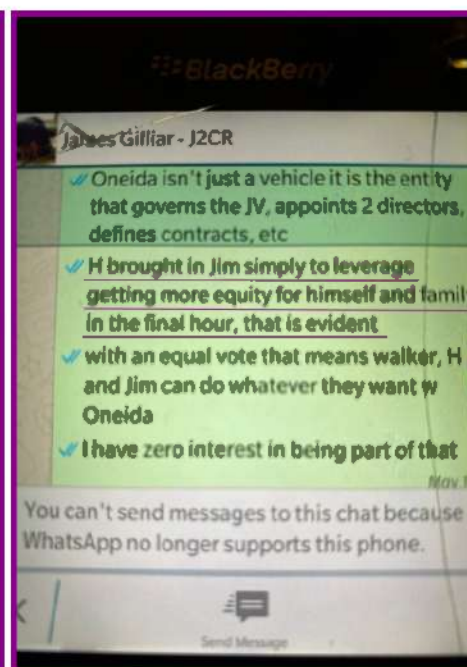 BlackBerry
James Gilliar - J2CR
Oneida isn't just a vehicle it is the entity
that governs the JV, appoints 2 directors,
defines contracts, etc
H brought in Jim simply to leverage
getting more equity for himself and famil
in the final hour, that is evident
with an equal vote that means walker, H
and Jim can do whatever they want w
Oneida
I have zero interest in being part of that
May 1
You can't send messages to this chat because
WhatsApp no longer supports this phone.
Send Message